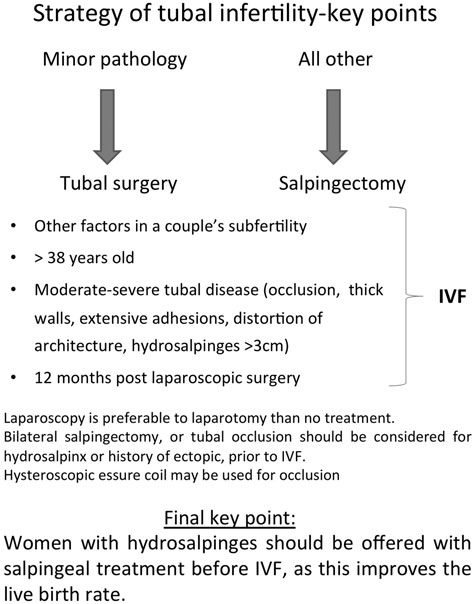 Strategy of tubal infertility-key points
Minor pathology
All other
Tubal surgery
Salpingectomy
• Other factors in a couple's subfertility
• > 38 years old
• Moderate-severe tubal disease (occlusion, thick
walls, extensive adhesions, distortion of
architecture, hydrosalpinges >3cm)
• 12 months post laparoscopic surgery
IVF
Laparoscopy is preferable to laparotomy than no treatment.
Bilateral salpingectomy, or tubal occlusion should be considered for
hydrosalpinx or history of ectopic, prior to IVF.
Hysteroscopic essure coil may be used for occlusion
Final key point:
Women with hydrosalpinges should be offered with
salpingeal treatment before IVF, as this improves the
live birth rate.